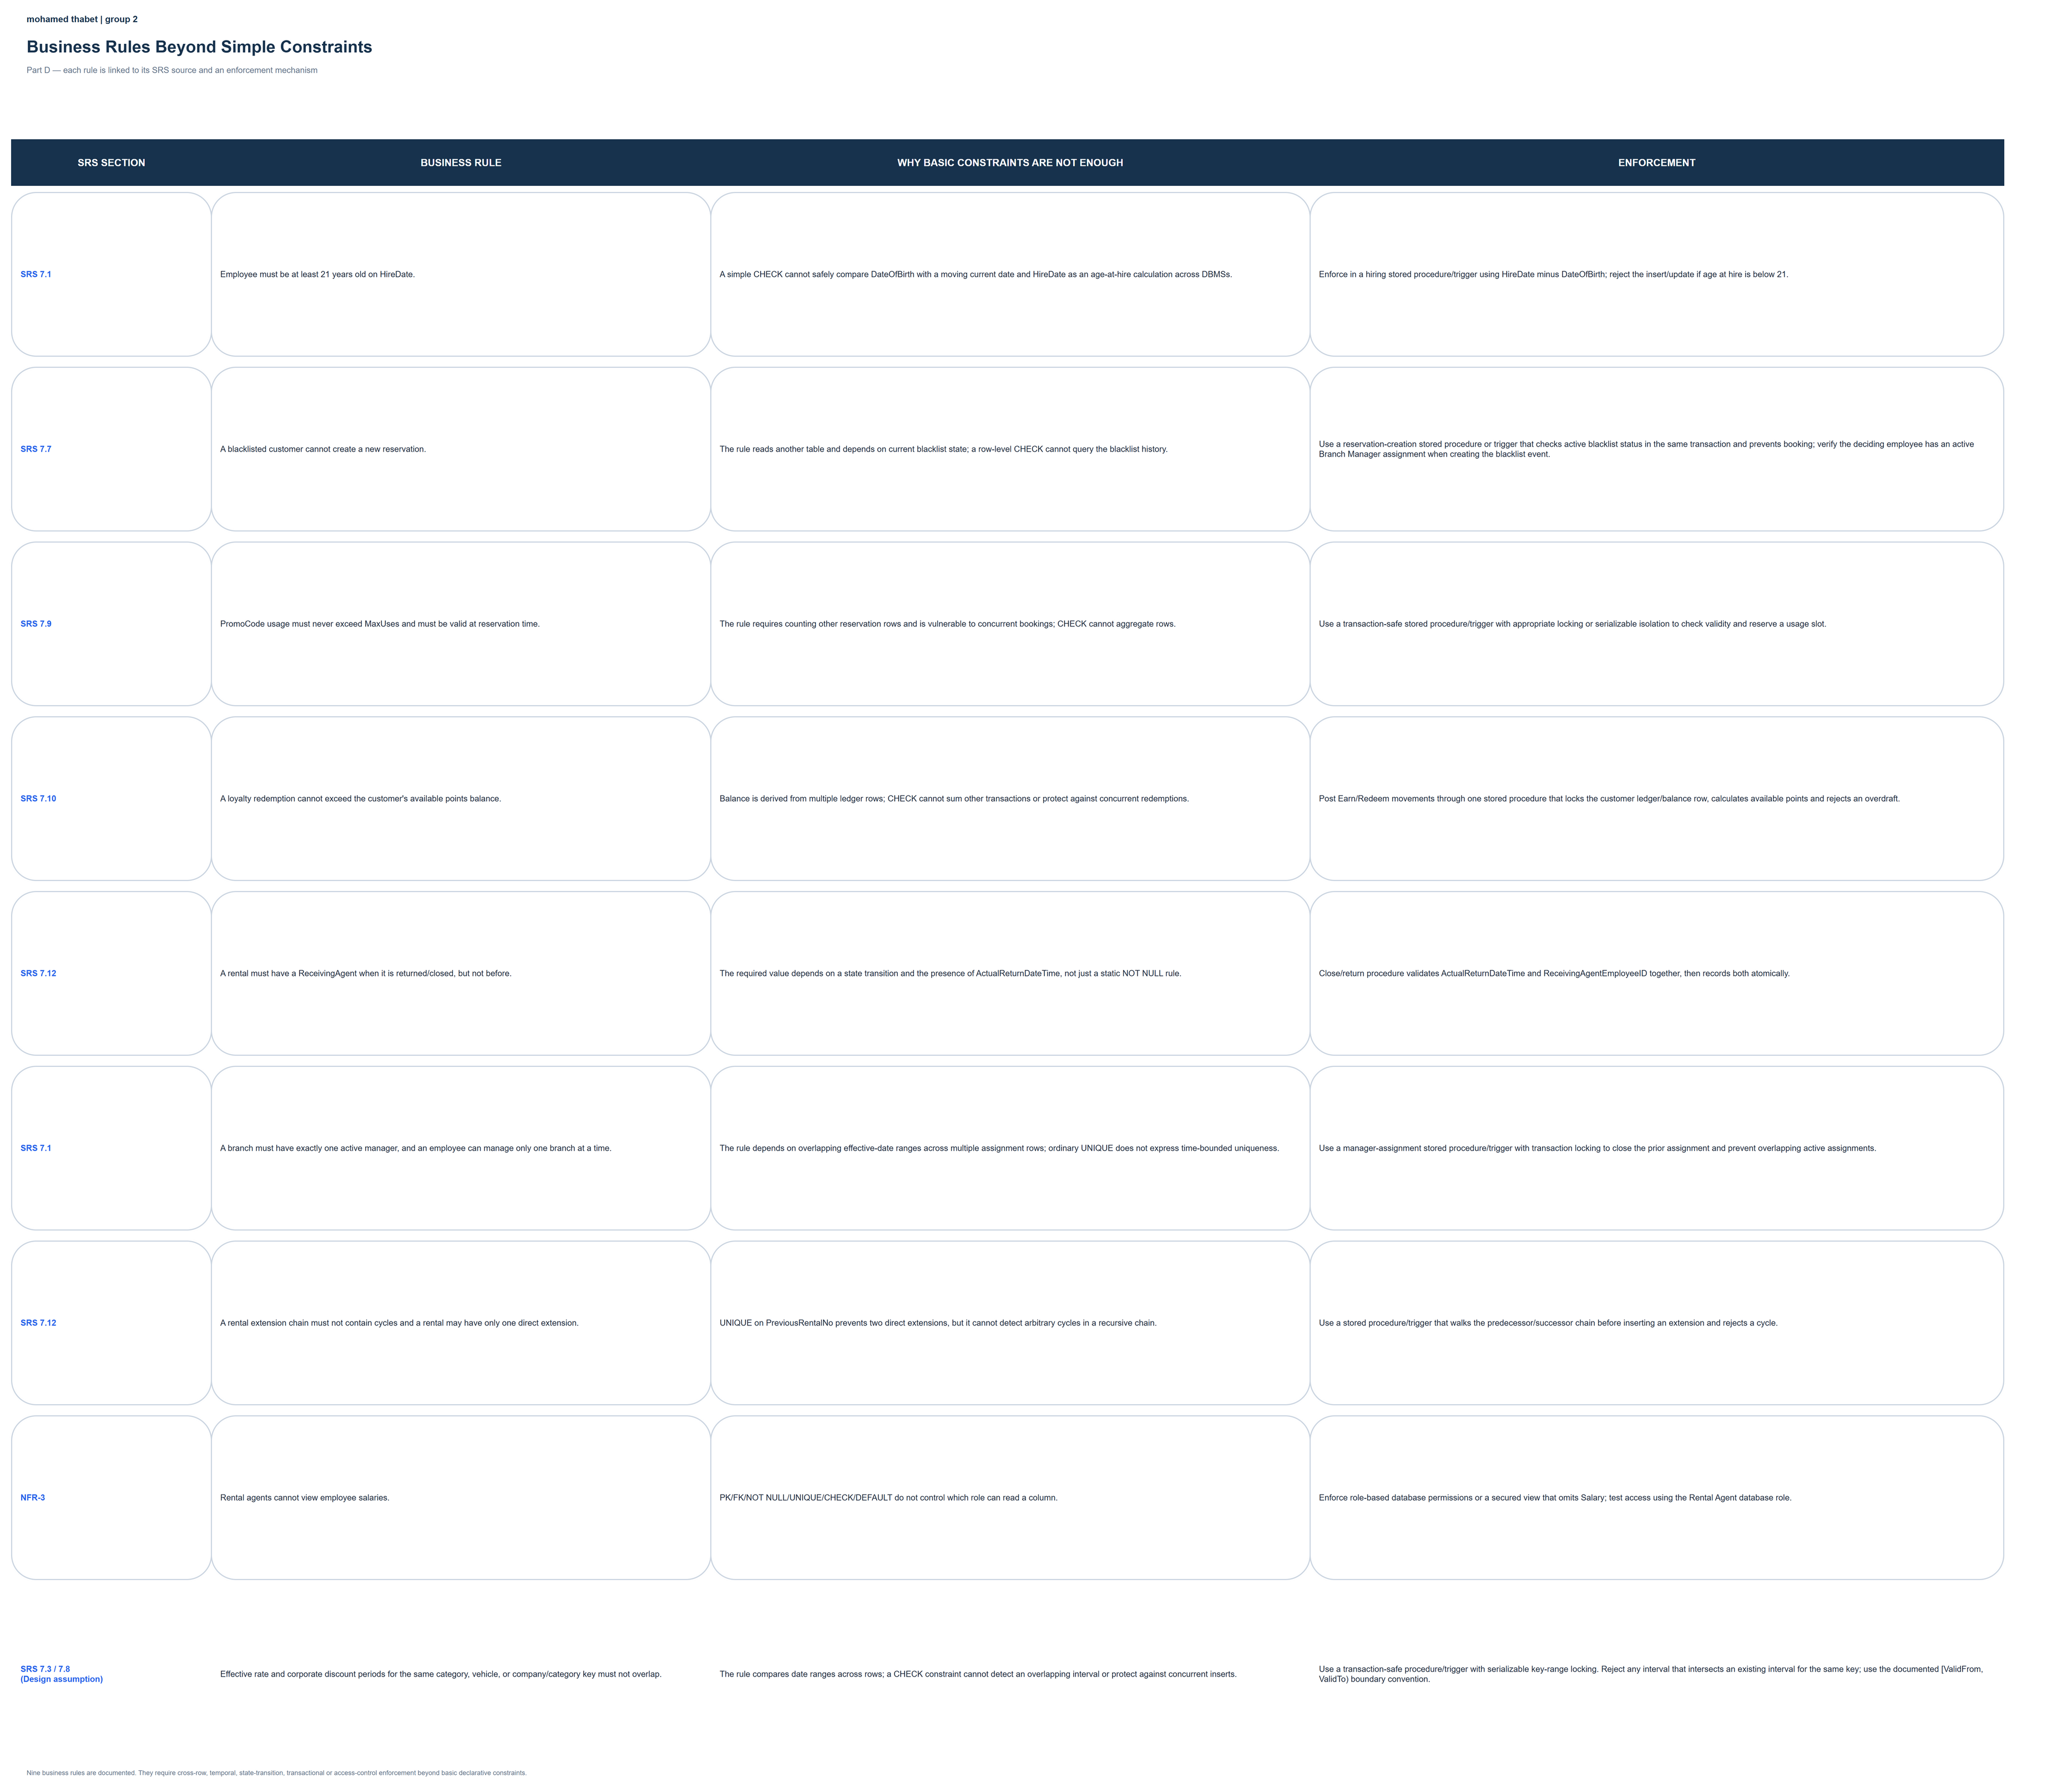 mohamed thabet | group 2
Business Rules Beyond Simple Constraints
Part D — each rule is linked to its SRS source and an enforcement mechanism
SRS SECTION
BUSINESS RULE
WHY BASIC CONSTRAINTS ARE NOT ENOUGH
ENFORCEMENT
SRS 7.1
Employee must be at least 21 years old on HireDate.
A simple CHECK cannot safely compare DateOfBirth with a moving current date and HireDate as an age-at-hire calculation across DBMSs.
Enforce in a hiring stored procedure/trigger using HireDate minus DateOfBirth; reject the insert/update if age at hire is below 21.
SRS 7.7
A blacklisted customer cannot create a new reservation.
The rule reads another table and depends on current blacklist state; a row-level CHECK cannot query the blacklist history.
Use a reservation-creation stored procedure or trigger that checks active blacklist status in the same transaction and prevents booking; verify the deciding employee has an active
Branch Manager assignment when creating the blacklist event.
SRS 7.9
PromoCode usage must never exceed MaxUses and must be valid at reservation time.
The rule requires counting other reservation rows and is vulnerable to concurrent bookings; CHECK cannot aggregate rows.
Use a transaction-safe stored procedure/trigger with appropriate locking or serializable isolation to check validity and reserve a usage slot.
SRS 7.10
A loyalty redemption cannot exceed the customer's available points balance.
Balance is derived from multiple ledger rows; CHECK cannot sum other transactions or protect against concurrent redemptions.
Post Earn/Redeem movements through one stored procedure that locks the customer ledger/balance row, calculates available points and rejects an overdraft.
SRS 7.12
A rental must have a ReceivingAgent when it is returned/closed, but not before.
The required value depends on a state transition and the presence of ActualReturnDateTime, not just a static NOT NULL rule.
Close/return procedure validates ActualReturnDateTime and ReceivingAgentEmployeeID together, then records both atomically.
SRS 7.1
A branch must have exactly one active manager, and an employee can manage only one branch at a time.
The rule depends on overlapping effective-date ranges across multiple assignment rows; ordinary UNIQUE does not express time-bounded uniqueness.
Use a manager-assignment stored procedure/trigger with transaction locking to close the prior assignment and prevent overlapping active assignments.
SRS 7.12
A rental extension chain must not contain cycles and a rental may have only one direct extension.
UNIQUE on PreviousRentalNo prevents two direct extensions, but it cannot detect arbitrary cycles in a recursive chain.
Use a stored procedure/trigger that walks the predecessor/successor chain before inserting an extension and rejects a cycle.
NFR-3
Rental agents cannot view employee salaries.
PK/FK/NOT NULL/UNIQUE/CHECK/DEFAULT do not control which role can read a column.
Enforce role-based database permissions or a secured view that omits Salary; test access using the Rental Agent database role.
SRS 7.3 / 7.8
(Design assumption)
Effective rate and corporate discount periods for the same category, vehicle, or company/category key must not overlap.
The rule compares date ranges across rows; a CHECK constraint cannot detect an overlapping interval or protect against concurrent inserts.
Use a transaction-safe procedure/trigger with serializable key-range locking. Reject any interval that intersects an existing interval for the same key; use the documented [ValidFrom,
ValidTo) boundary convention.
Nine business rules are documented. They require cross-row, temporal, state-transition, transactional or access-control enforcement beyond basic declarative constraints.